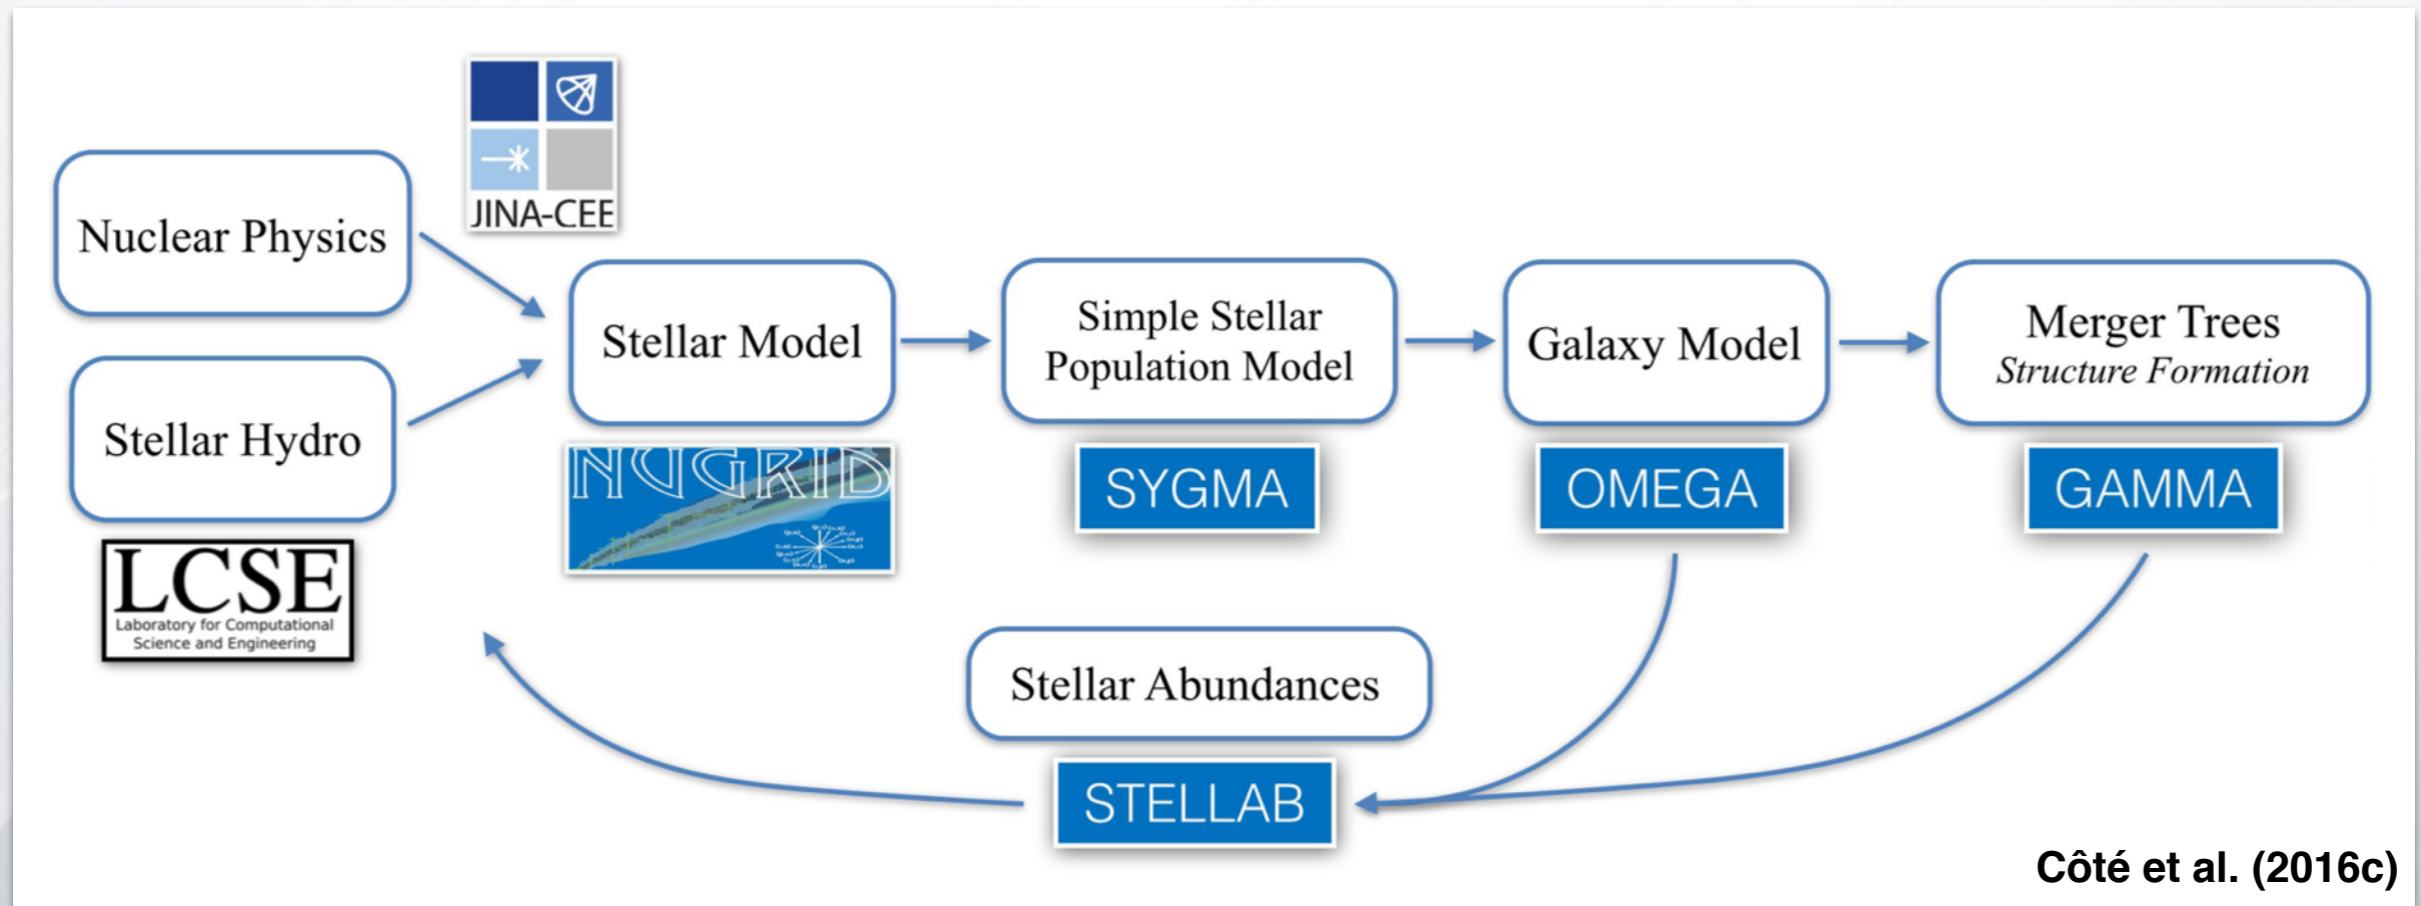 JINA-CEE
Nuclear Physics
Stellar Hydro
LCSE
Laboratory for Computational
Science and Engineering
Stellar Model
NUGRID
Simple Stellar
Population Model
SYGMA
Galaxy Model
OMEGA
Merger Trees
Structure Formation
GAMMA
Stellar Abundances
STELLAB
Côté et al. (2016c)